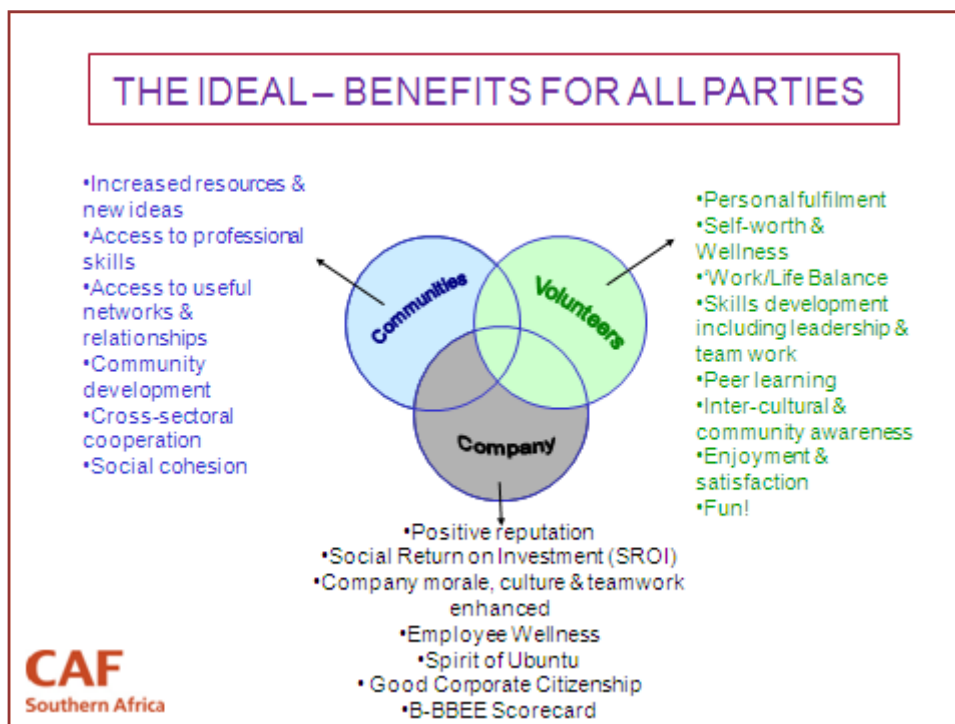 THE IDEAL – BENEFITS FOR ALL PARTIES
•Increased resources &
new ideas
•Access to professional
skills
•Access to useful
networks &
relationships
•Community
development
•Cross-sectoral
cooperation
•Social cohesion
Communities
Volunteers
Company
•Personal fulfilment
•Self-worth &
Wellness
•'Work/Life Balance
•Skills development
including leadership &
team work
•Peer learning
•Inter-cultural &
community awareness
•Enjoyment &
satisfaction
•Fun!
•Positive reputation
•Social Return on Investment (SROI)
•Company morale, culture & teamwork
enhanced
•Employee Wellness
•Spirit of Ubuntu
• Good Corporate Citizenship
•B-BBEE Scorecard
CAF
Southern Africa